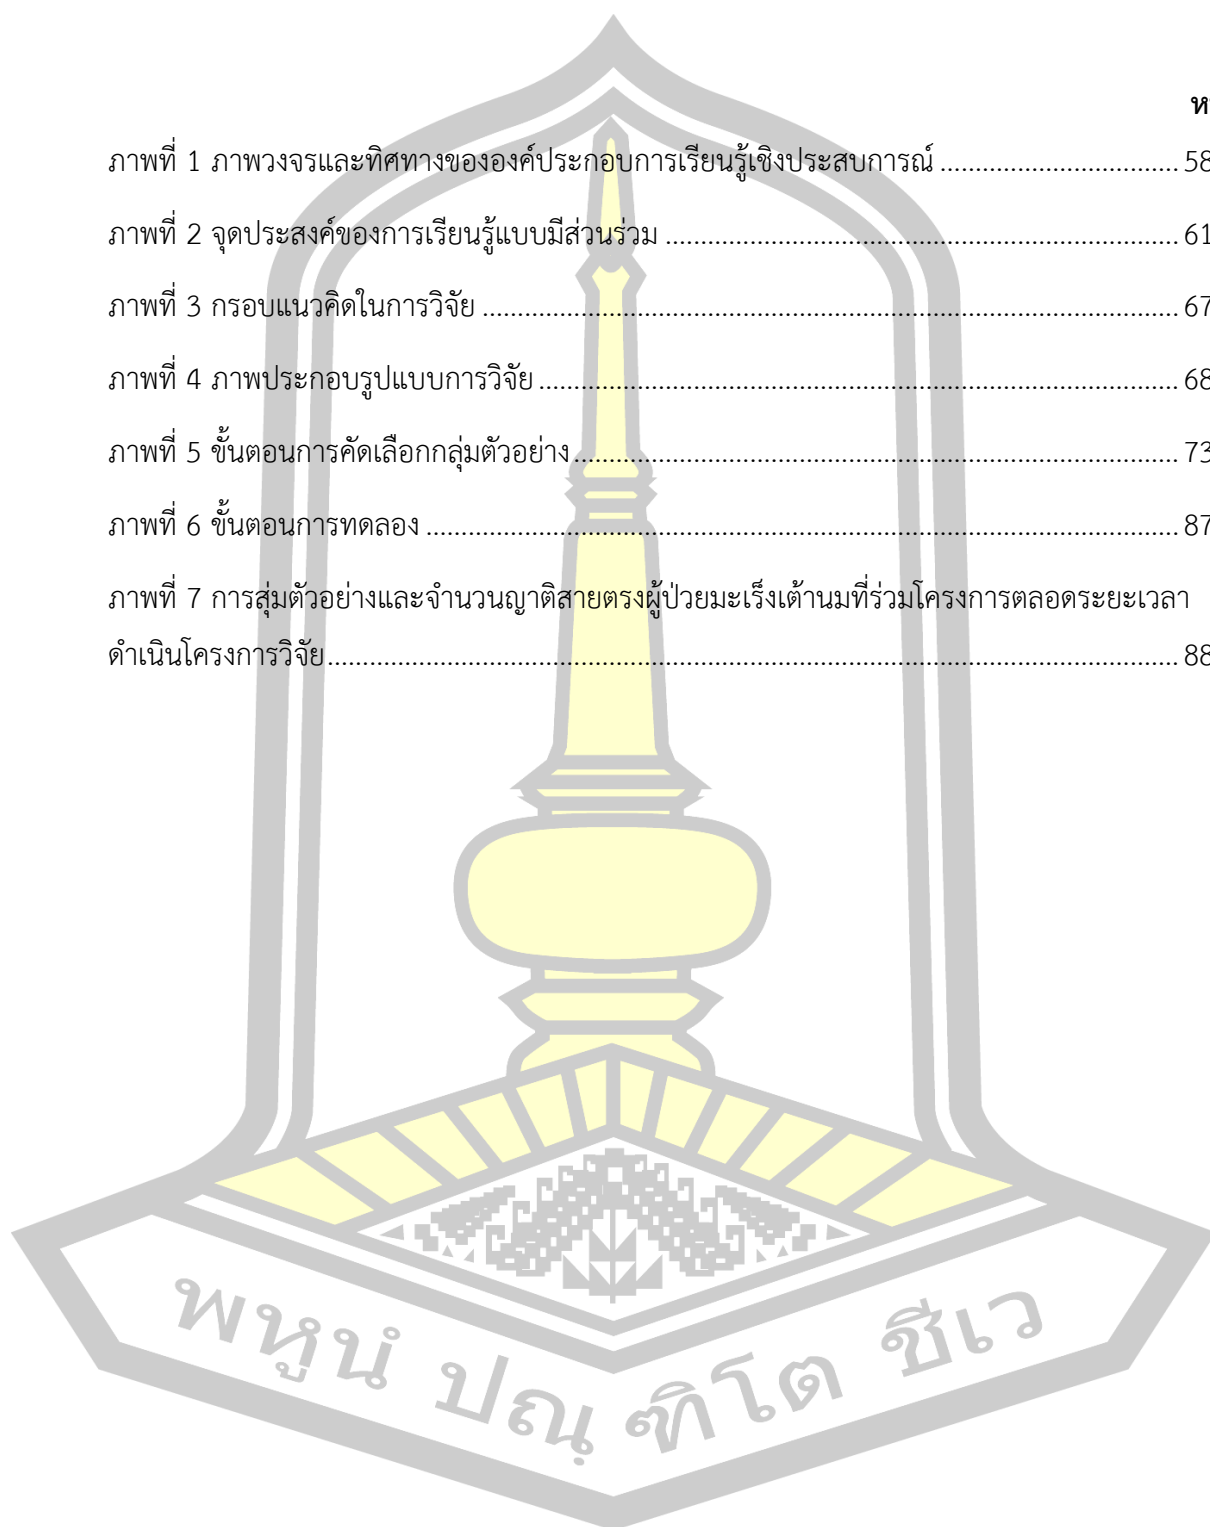 ภาพที่ 1 ภาพวงจรและทิศทางขององค์ประกอบการเรียนรู้เชิงประสบการณ์ ................................ 58
ภาพที่ 2 จุดประสงค์ของการเรียนรู้แบบมีส่วนร่วม ..................................................................... 61
ภาพที่ 3 กรอบแนวคิดในการวิจัย ............................................................................................. 67
ภาพที่ 4 ภาพประกอบรูปแบบการวิจัย ...................................................................................... 68
ภาพที่ 5 ขั้นตอนการคัดเลือกกลุ่มตัวอย่าง ................................................................................. 73
ภาพที่ 6 ขั้นตอนการทดลอง ..................................................................................................... 87
ภาพที่ 7 การสุ่มตัวอย่างและจำนวนญาติสายตรงผู้ป่วยมะเร็งเต้านมที่ร่วมโครงการตลอดระยะเวลา
ดำเนินโครงการวิจัย .................................................................................................................. 88
พหูนํ ปณฺฑิโต ชีเว